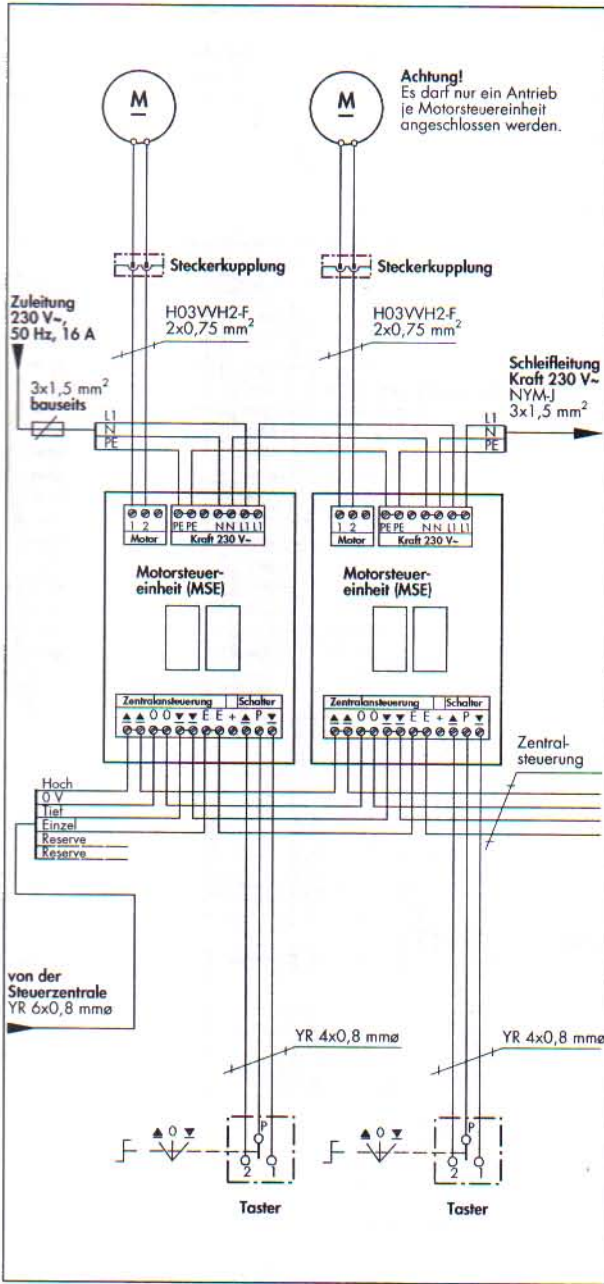 M
M
Achtung!
Es darf nur ein Antrieb
je Motorsteuereinheit
angeschlossen werden.
Steckerkupplung
Steckerkupplung
Zuleitung
230 V~,
50 Hz, 16 A
H03VVH2-F
2x0,75 mm²
H03VVH2-F
2x0,75 mm²
Schleifleitung
Kraft 230 V~
NYM-J
3x1,5 mm²
3x1,5 mm²
bauseits
L1
N
PE
L1
N
PE
1 2
Motor
PE PE N N L1 L1
Kraft 230 V~
1 2
Motor
PE PE N N L1 L1
Kraft 230 V~
Motorsteuer-
einheit (MSE)
Motorsteuer-
einheit (MSE)
Zentralansteuerung Schalter
▲ ▲ O O ▼ ▼ E E + ▲ P ▼
Zentralansteuerung Schalter
▲ ▲ O O ▼ ▼ E E + ▲ P ▼
Zentral-
steuerung
Hoch
0 V
Tief
Einzel
Reserve
Reserve
von der
Steuerzentrale
YR 6x0,8 mmø
YR 4x0,8 mmø
YR 4x0,8 mmø
▲ 0 ▼
P
2 1
▲ 0 ▼
P
2 1
Taster
Taster